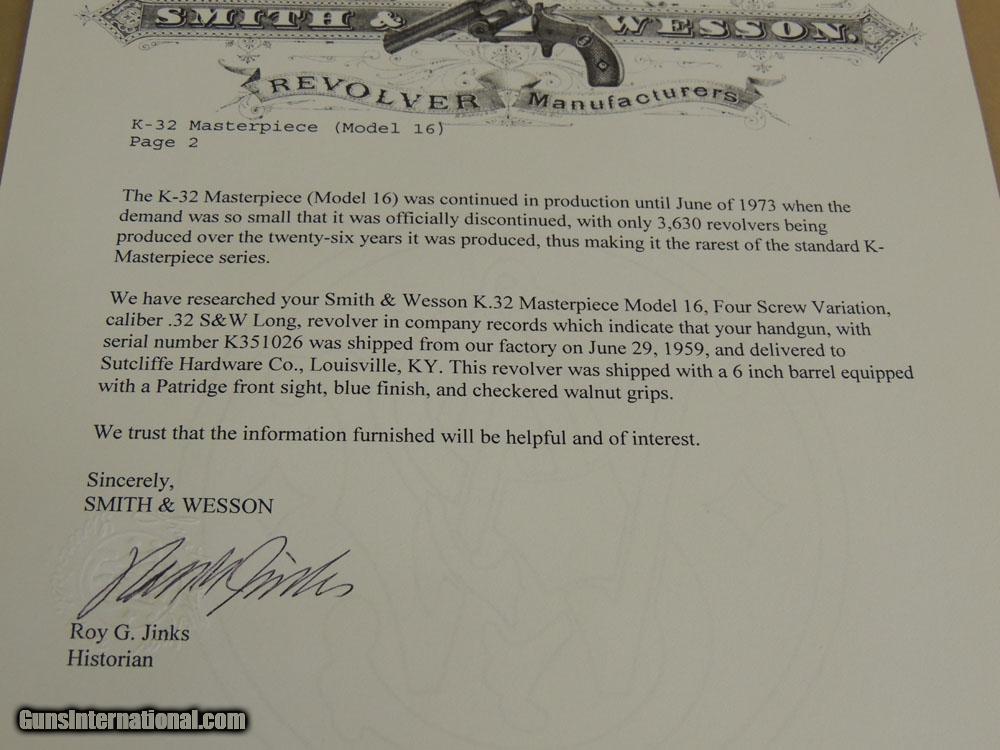 SMITH & WESSON.
REVOLVER Manufacturers
K-32 Masterpiece (Model 16)
Page 2
The K-32 Masterpiece (Model 16) was continued in production until June of 1973 when the
demand was so small that it was officially discontinued, with only 3,630 revolvers being
produced over the twenty-six years it was produced, thus making it the rarest of the standard K-
Masterpiece series.
We have researched your Smith & Wesson K.32 Masterpiece Model 16, Four Screw Variation,
caliber .32 S&W Long, revolver in company records which indicate that your handgun, with
serial number K351026 was shipped from our factory on June 29, 1959, and delivered to
Sutcliffe Hardware Co., Louisville, KY. This revolver was shipped with a 6 inch barrel equipped
with a Patridge front sight, blue finish, and checkered walnut grips.
We trust that the information furnished will be helpful and of interest.
Sincerely,
SMITH & WESSON
Roy G. Jinks
Historian
GunsInternational.com